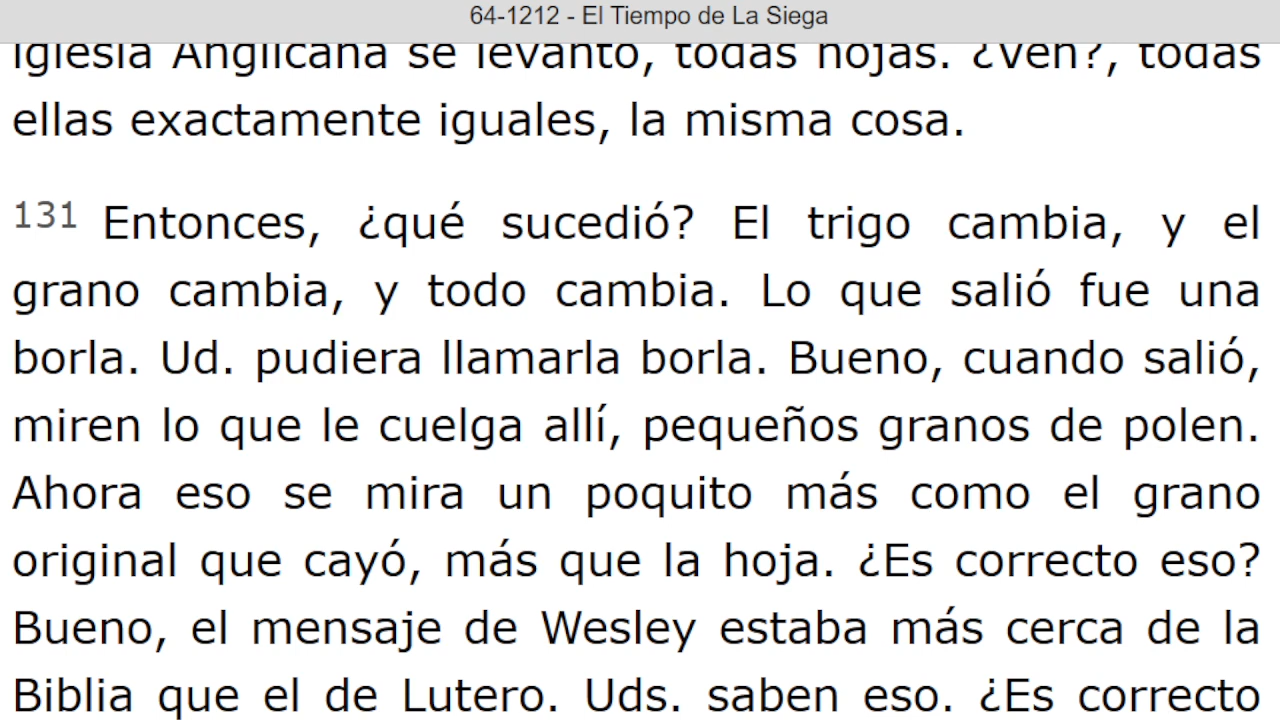 64-1212 - El Tiempo de La Siega
iglesia Anglicana se levantó, todas hojas. ¿Ven?, todas
ellas exactamente iguales, la misma cosa.
131 Entonces, ¿qué sucedió? El trigo cambia, y el
grano cambia, y todo cambia. Lo que salió fue una
borla. Ud. pudiera llamarla borla. Bueno, cuando salió,
miren lo que le cuelga allí, pequeños granos de polen.
Ahora eso se mira un poquito más como el grano
original que cayó, más que la hoja. ¿Es correcto eso?
Bueno, el mensaje de Wesley estaba más cerca de la
Biblia que el de Lutero. Uds. saben eso. ¿Es correcto